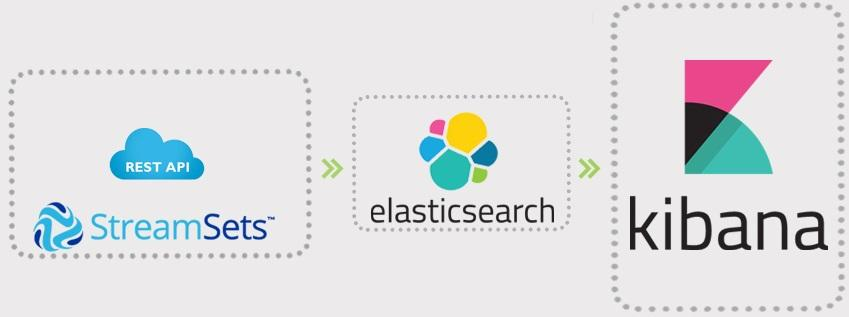 REST API
StreamSets™
elasticsearch
kibana